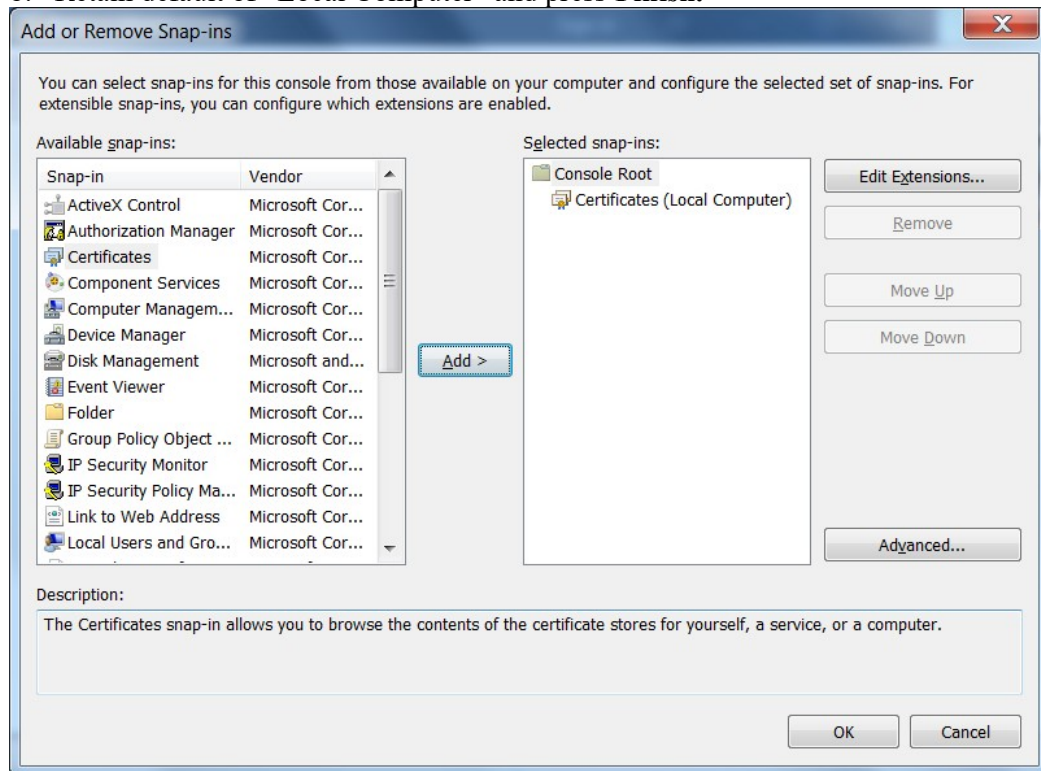 Add or Remove Snap-ins
X
You can select snap-ins for this console from those available on your computer and configure the selected set of snap-ins. For
extensible snap-ins, you can configure which extensions are enabled.
Available snap-ins:
Snap-in Vendor
ActiveX Control Microsoft Cor...
Authorization Manager Microsoft Cor...
Certificates Microsoft Cor...
Component Services Microsoft Cor...
Computer Managem... Microsoft Cor...
Device Manager Microsoft Cor...
Disk Management Microsoft and...
Event Viewer Microsoft Cor...
Folder Microsoft Cor...
Group Policy Object ... Microsoft Cor...
IP Security Monitor Microsoft Cor...
IP Security Policy Ma... Microsoft Cor...
Link to Web Address Microsoft Cor...
Local Users and Gro... Microsoft Cor...
Add >
Selected snap-ins:
Console Root
Certificates (Local Computer)
Edit Extensions...
Remove
Move Up
Move Down
Advanced...
Description:
The Certificates snap-in allows you to browse the contents of the certificate stores for yourself, a service, or a computer.
OK Cancel